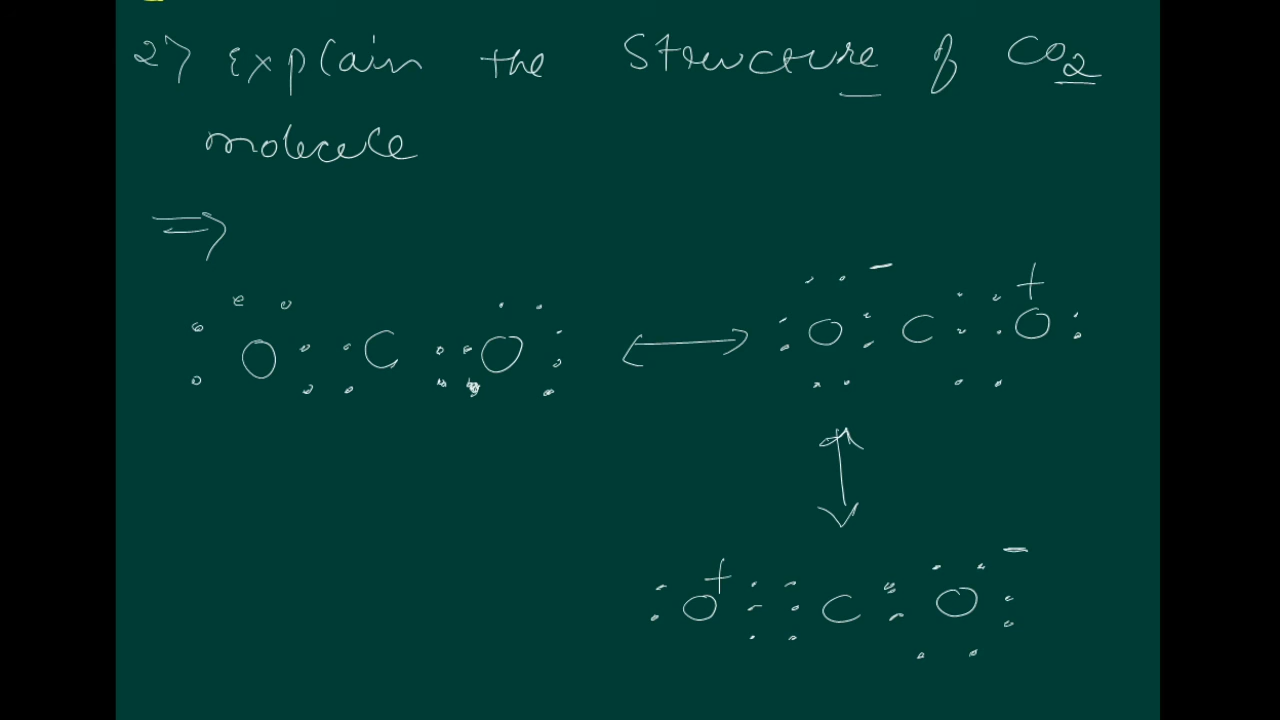 2) Explain the structure of CO2
molecule
⇒
O : : C : : O ⟷ O : C ⋮⋮ O
- +
↕
O ⋮⋮ C : O
+ -